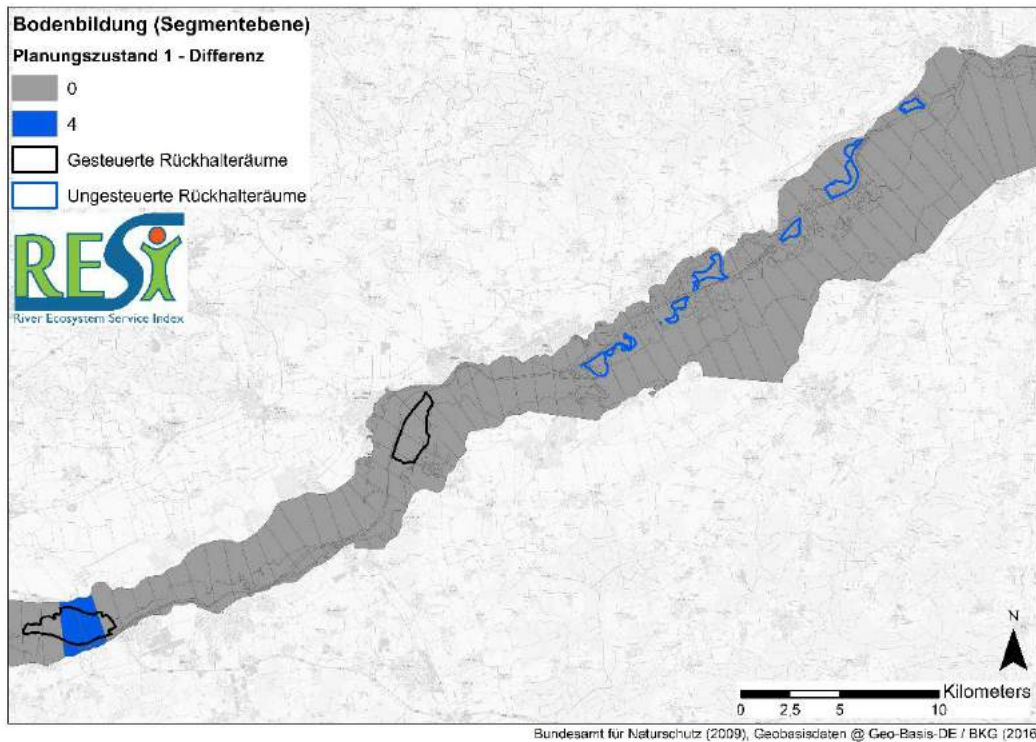 Bodenbildung (Segmentebene)
Planungszustand 1 - Differenz
0
4
Gesteuerte Rückhalteräume
Ungesteuerte Rückhalteräume
RESI
River Ecosystem Service Index
N
Kilometers
0 2,5 5 10
Bundesamt für Naturschutz (2009), Geobasisdaten @ Geo-Basis-DE / BKG (2016